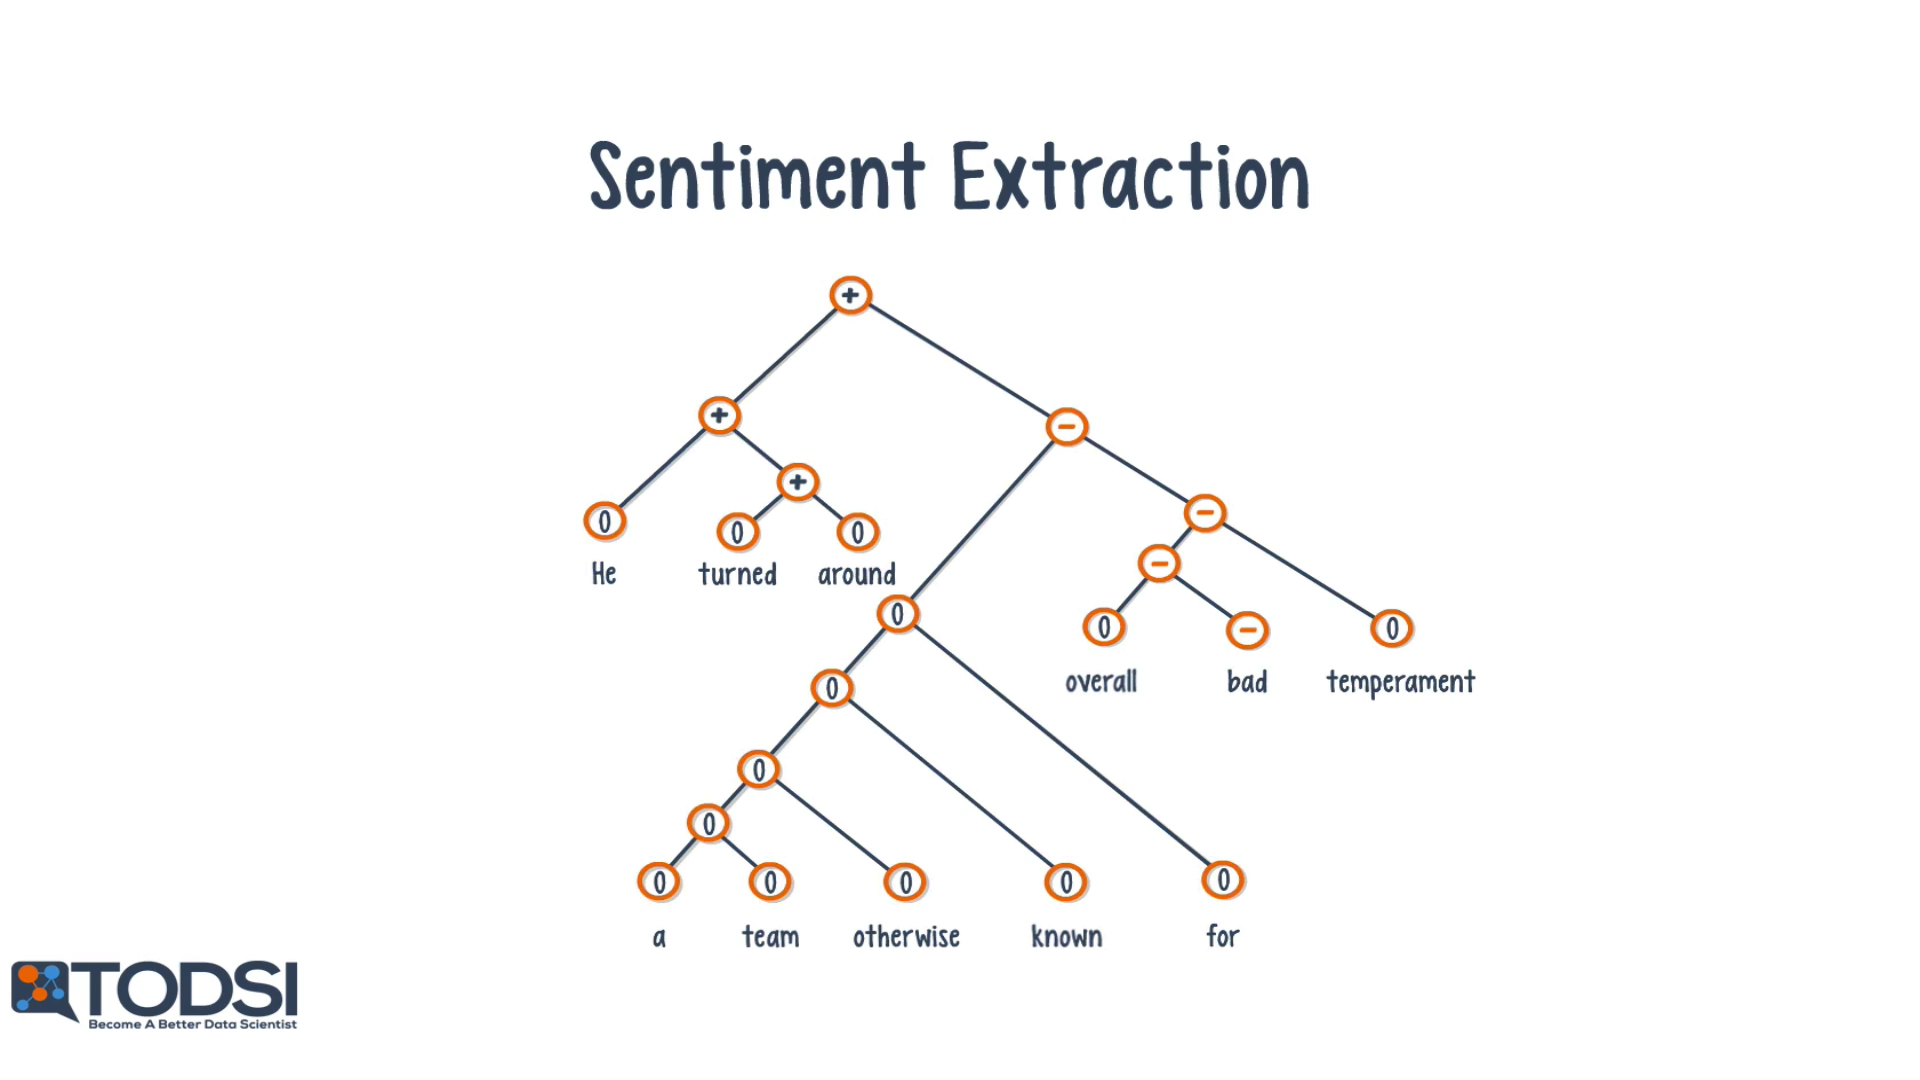 Sentiment Extraction
+
+ −
+ −
0 0 0 −
He turned around
0 0 − 0
overall bad temperament
0
0
0
0 0 0 0 0
a team otherwise known for
TODSI
Become A Better Data Scientist